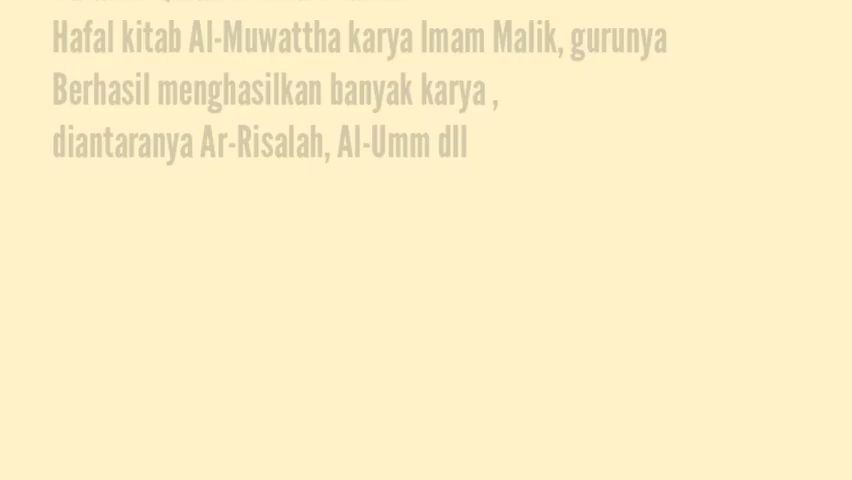 Hafal kitab Al-Muwattha karya Imam Malik, gurunya
Berhasil menghasilkan banyak karya ,
diantaranya Ar-Risalah, Al-Umm dll